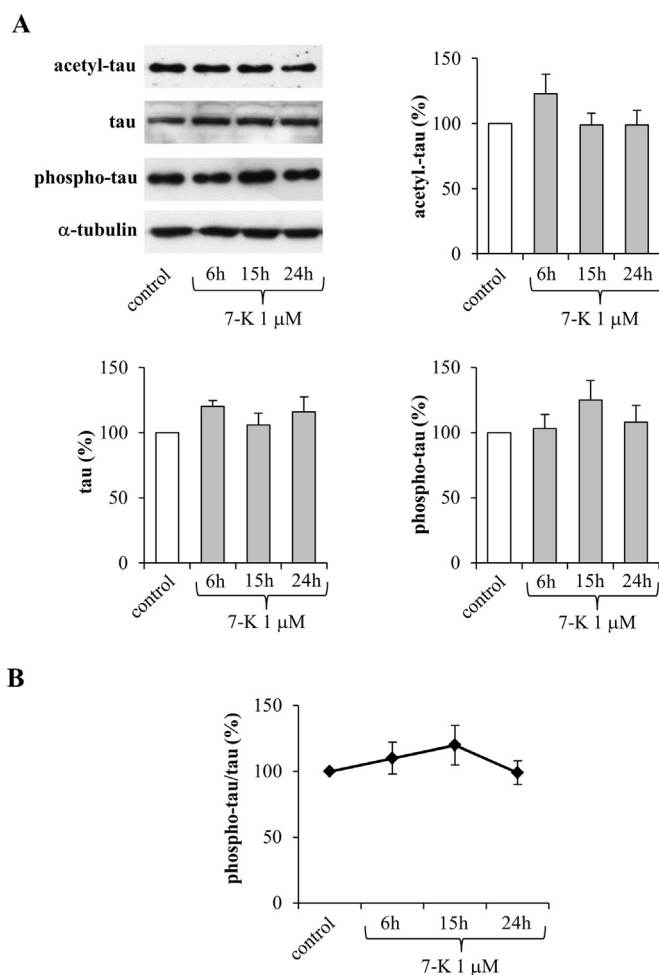 A
acetyl-tau
tau
phospho-tau
α-tubulin
control
6h 15h 24h
7-K 1 μM
acetyl.-tau (%)
150
100
50
0
control
6h 15h 24h
7-K 1 μM
tau (%)
150
100
50
0
control
6h 15h 24h
7-K 1 μM
phospho-tau (%)
150
100
50
0
control
6h 15h 24h
7-K 1 μM
B
phospho-tau/tau (%)
150
100
50
0
control
6h 15h 24h
7-K 1 μM